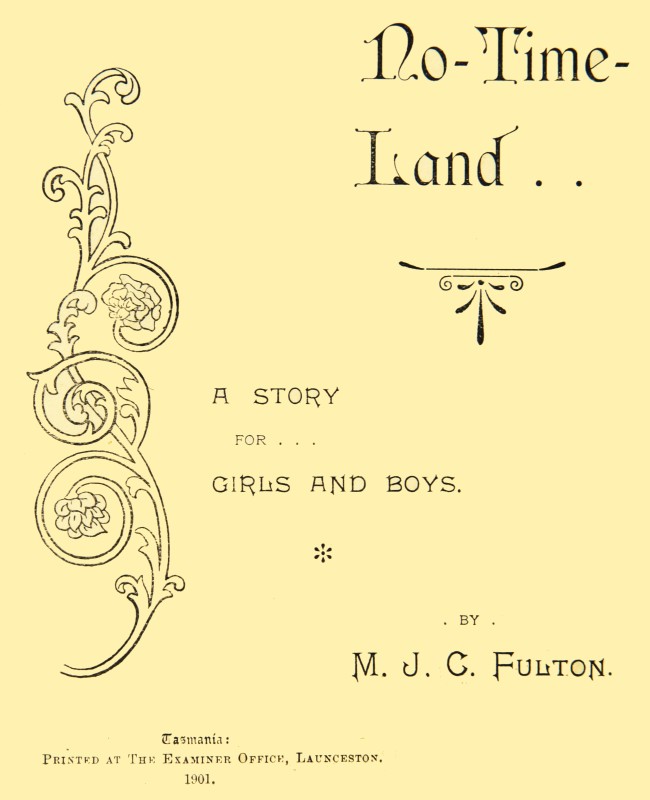 No-Time-
Land . .
A STORY
FOR . . .
GIRLS AND BOYS.
. BY .
M. J. C. FULTON.
Tasmania:
PRINTED AT THE EXAMINER OFFICE, LAUNCESTON.
1901.